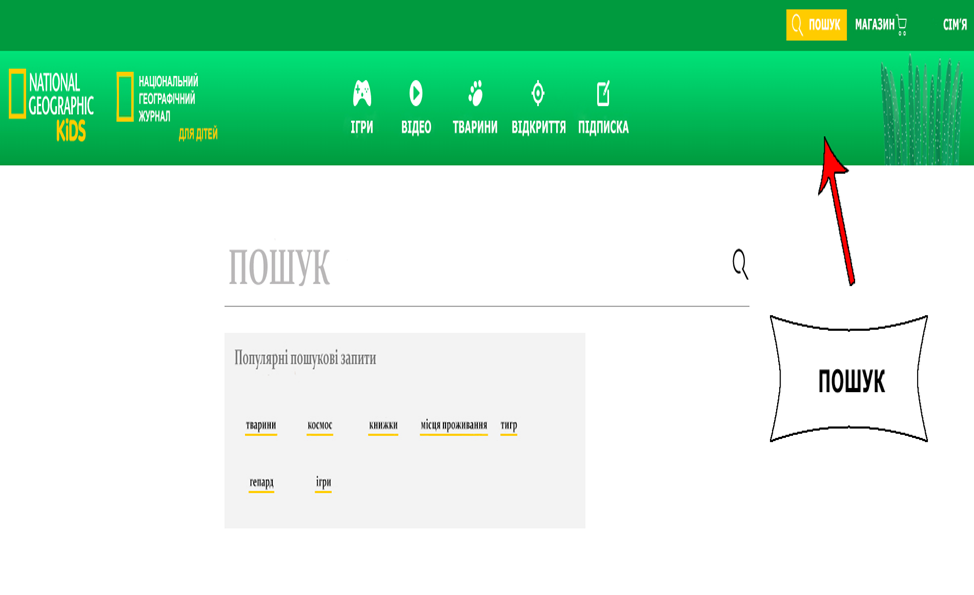 ПОШУК МАГАЗИН СІМ'Я
NATIONAL
GEOGRAPHIC
KiDS
НАЦІОНАЛЬНИЙ
ГЕОГРАФІЧНИЙ
ЖУРНАЛ
ДЛЯ ДІТЕЙ
ІГРИ ВІДЕО ТВАРИНИ ВІДКРИТТЯ ПІДПИСКА
ПОШУК
Популярні пошукові запити
тварини космос книжки місця проживання тигр
гепард ігри
ПОШУК